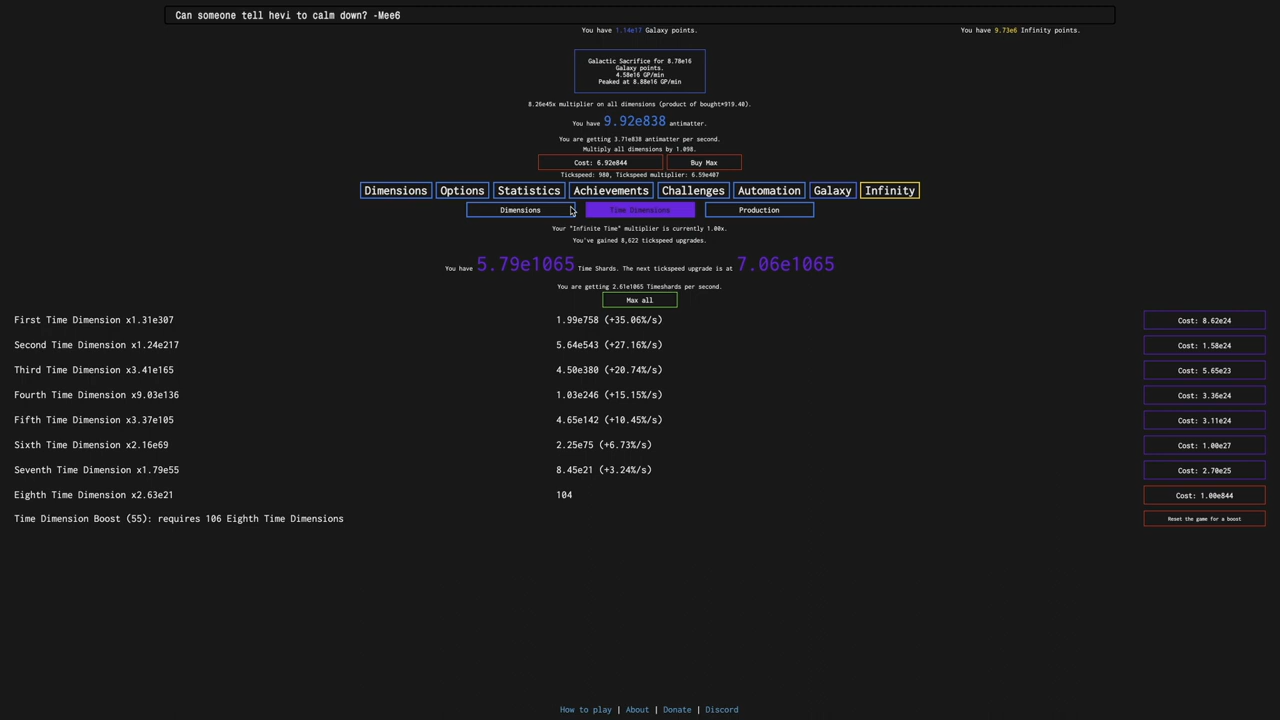 Can someone tell hevi to calm down? -Mee6
You have 1.14e17 Galaxy points.
You have 9.73e6 Infinity points.
Galactic Sacrifice for 8.78e16
Galaxy points.
4.58e16 GP/min
Peaked at 8.88e16 GP/min
8.26e45x multiplier on all dimensions (product of bought*919.40).
You have 9.92e838 antimatter.
You are getting 3.71e838 antimatter per second.
Multiply all dimensions by 1.098.
Cost: 6.92e844 Buy Max
Tickspeed: 980, Tickspeed multiplier: 6.59e407
Dimensions Options Statistics Achievements Challenges Automation Galaxy Infinity
Dimensions Time Dimensions Production
Your "Infinite Time" multiplier is currently 1.00x.
You've gained 8,622 tickspeed upgrades.
You have 5.79e1065 Time Shards. The next tickspeed upgrade is at 7.06e1065
You are getting 2.61e1065 Timeshards per second.
Max all
First Time Dimension x1.31e307 1.99e758 (+35.06%/s) Cost: 8.62e24
Second Time Dimension x1.24e217 5.64e543 (+27.16%/s) Cost: 1.58e24
Third Time Dimension x3.41e165 4.50e380 (+20.74%/s) Cost: 5.65e23
Fourth Time Dimension x9.03e136 1.03e246 (+15.15%/s) Cost: 3.36e24
Fifth Time Dimension x3.37e105 4.65e142 (+10.45%/s) Cost: 3.11e24
Sixth Time Dimension x2.16e69 2.25e75 (+6.73%/s) Cost: 1.00e27
Seventh Time Dimension x1.79e55 8.45e21 (+3.24%/s) Cost: 2.70e25
Eighth Time Dimension x2.63e21 104 Cost: 1.00e844
Time Dimension Boost (55): requires 106 Eighth Time Dimensions Reset the game for a boost
How to play | About | Donate | Discord